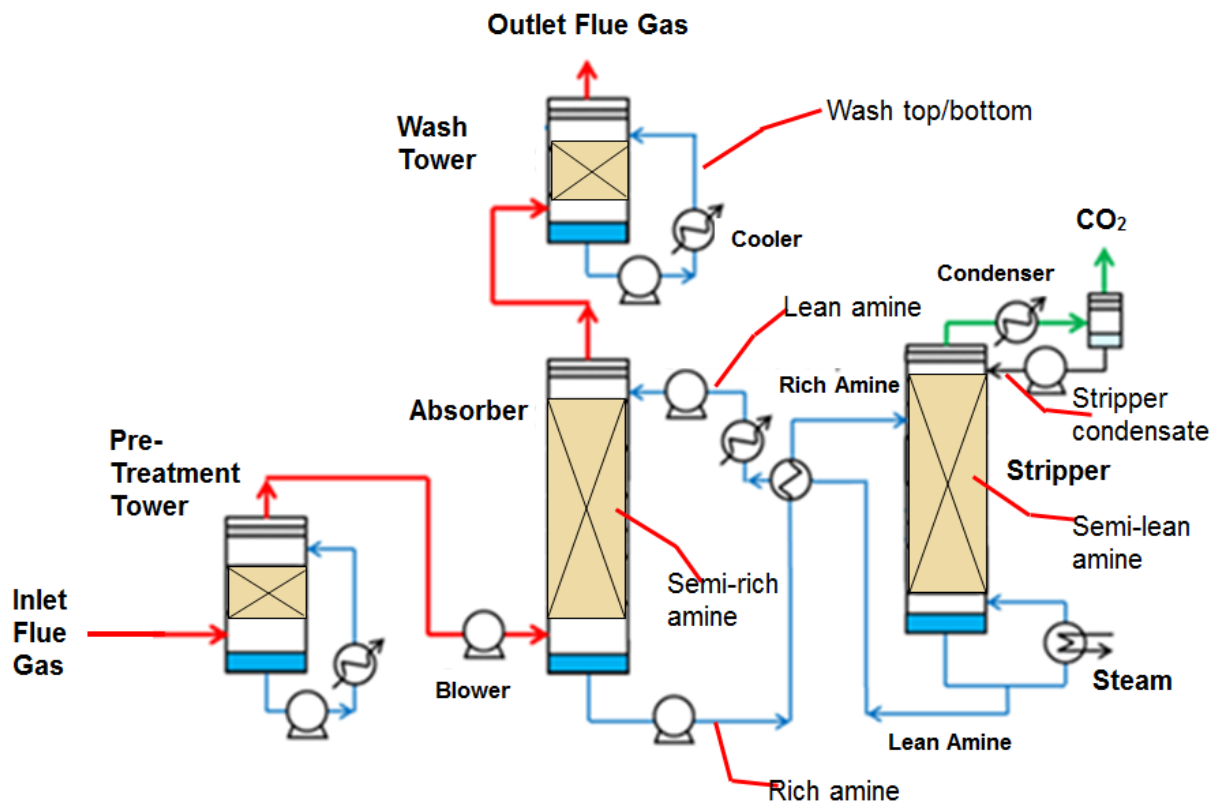 Outlet Flue Gas
Wash top/bottom
Wash
Tower
Cooler
CO₂
Condenser
Lean amine
Rich Amine
Absorber
Stripper
condensate
Pre-
Treatment
Tower
Stripper
Semi-lean
amine
Semi-rich
amine
Inlet
Flue
Gas
Blower
Steam
Lean Amine
Rich amine